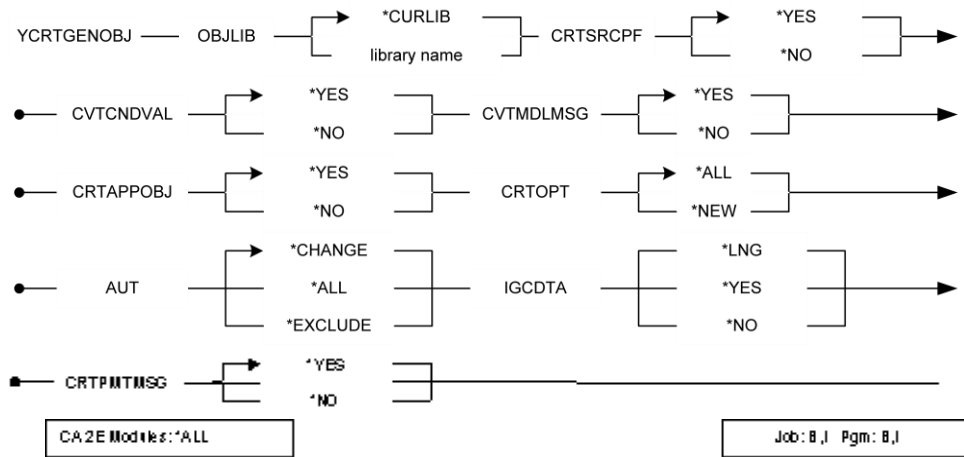 YCRTGENOBJ OBJLIB *CURLIB CRTSRCPF *YES
library name *NO
CVTCNDVAL *YES CVTMDLMSG *YES
*NO *NO
CRTAPPOBJ *YES CRTOPT *ALL
*NO *NEW
*CHANGE *LNG
AUT *ALL IGCDTA *YES
*EXCLUDE *NO
CRTPMTMSG *YES
*NO
CA 2E Modules: *ALL Job: B,I Pgm: B,I